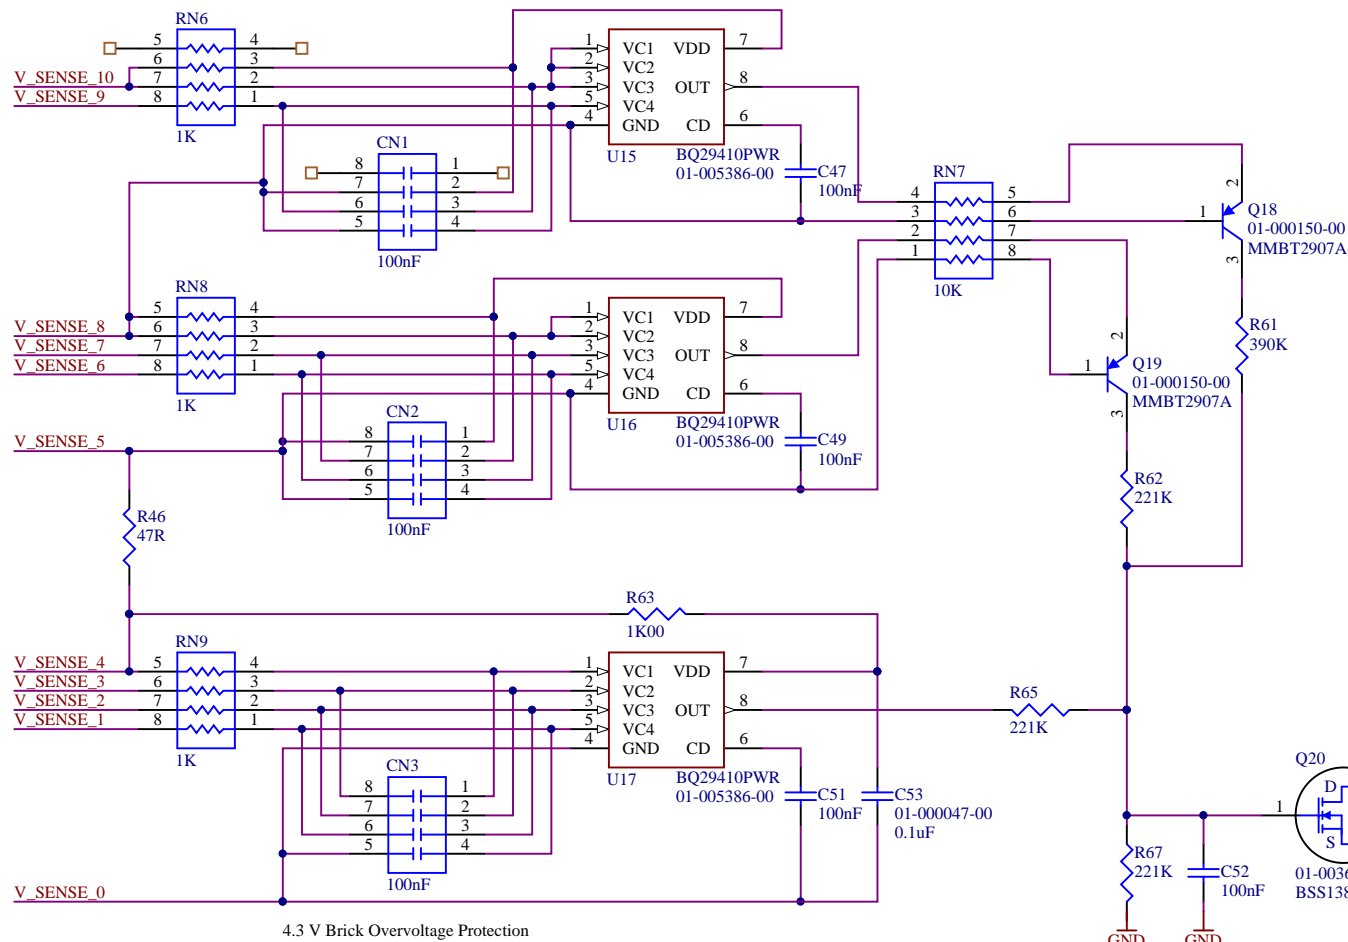 RN6
5 4
6 3
V_SENSE_10 7 2
V_SENSE_9 8 1
1K
1 VC1 VDD 7
2 VC2
3 VC3 OUT 8
5 VC4
4 GND CD 6
U15
BQ29410PWR
01-005386-00
C47
100nF
CN1
8 1
7 2
6 3
5 4
100nF
RN7
4 5
3 6
2 7
1 8
10K
2
1
3
Q18
01-000150-00
MMBT2907A
R61
390K
RN8
5 4
V_SENSE_8 6 3
V_SENSE_7 7 2
V_SENSE_6 8 1
1K
1 VC1 VDD 7
2 VC2
3 VC3 OUT 8
5 VC4
4 GND CD 6
U16
BQ29410PWR
01-005386-00
C49
100nF
CN2
8 1
7 2
6 3
5 4
100nF
2
1
3
Q19
01-000150-00
MMBT2907A
R62
221K
V_SENSE_5
R46
47R
R63
1K00
RN9
V_SENSE_4 5 4
V_SENSE_3 6 3
V_SENSE_2 7 2
V_SENSE_1 8 1
1K
1 VC1 VDD 7
2 VC2
3 VC3 OUT 8
5 VC4
4 GND CD 6
U17
BQ29410PWR
01-005386-00
C51
100nF
C53
01-000047-00
0.1uF
CN3
8 1
7 2
6 3
5 4
100nF
R65
221K
Q20
1
D
S
01-0036
BSS138
R67
221K
C52
100nF
GND GND
V_SENSE_0
4.3 V Brick Overvoltage Protection